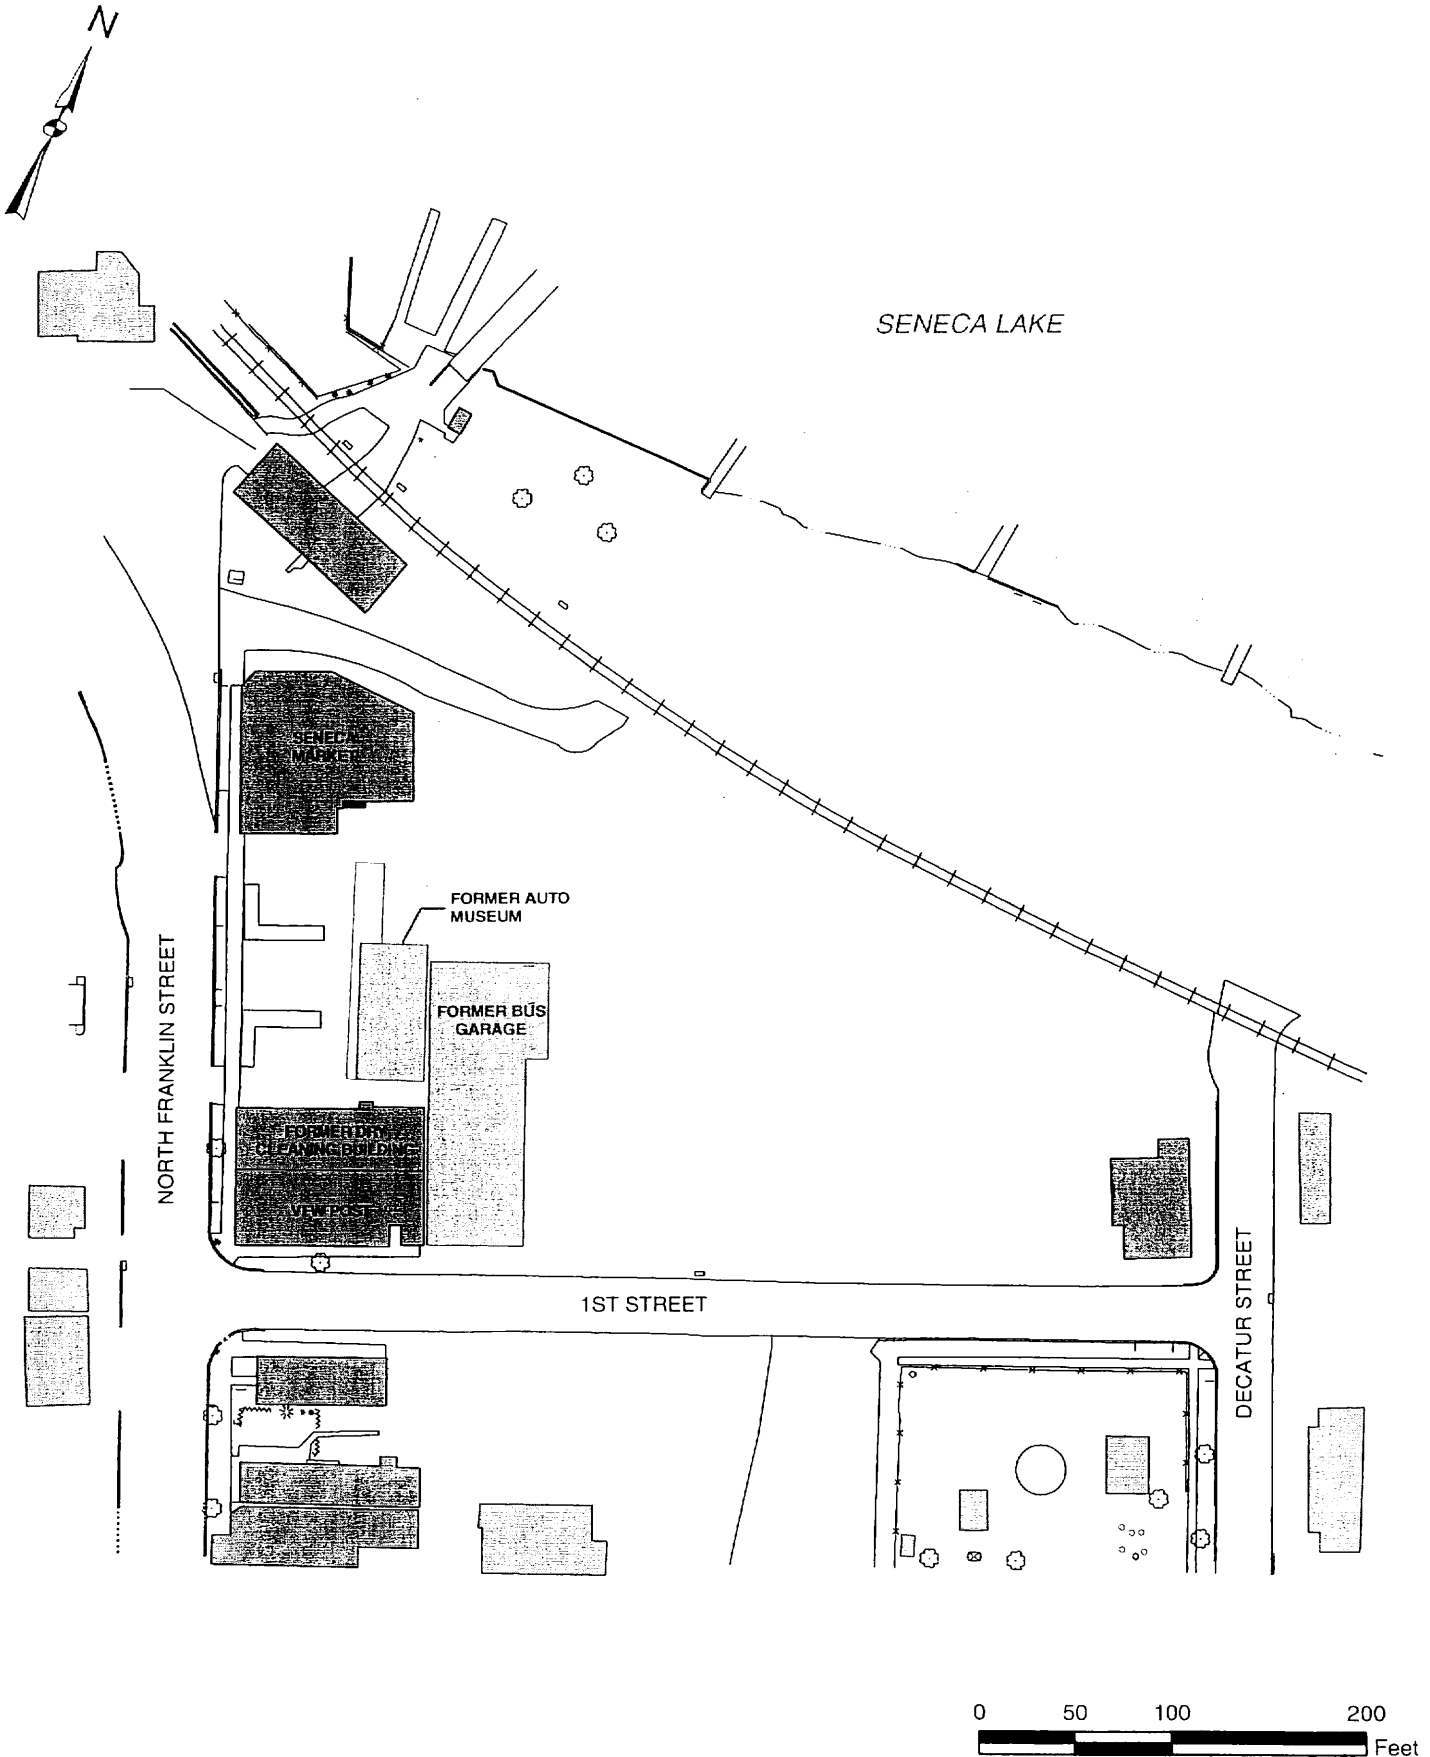 N
SENECA LAKE
SENECA
MARKET
FORMER AUTO
MUSEUM
FORMER BUS
GARAGE
NORTH FRANKLIN STREET
FORMER DRY
CLEANING BUILDING
VFW POST
1ST STREET
DECATUR STREET
0 50 100 200
Feet